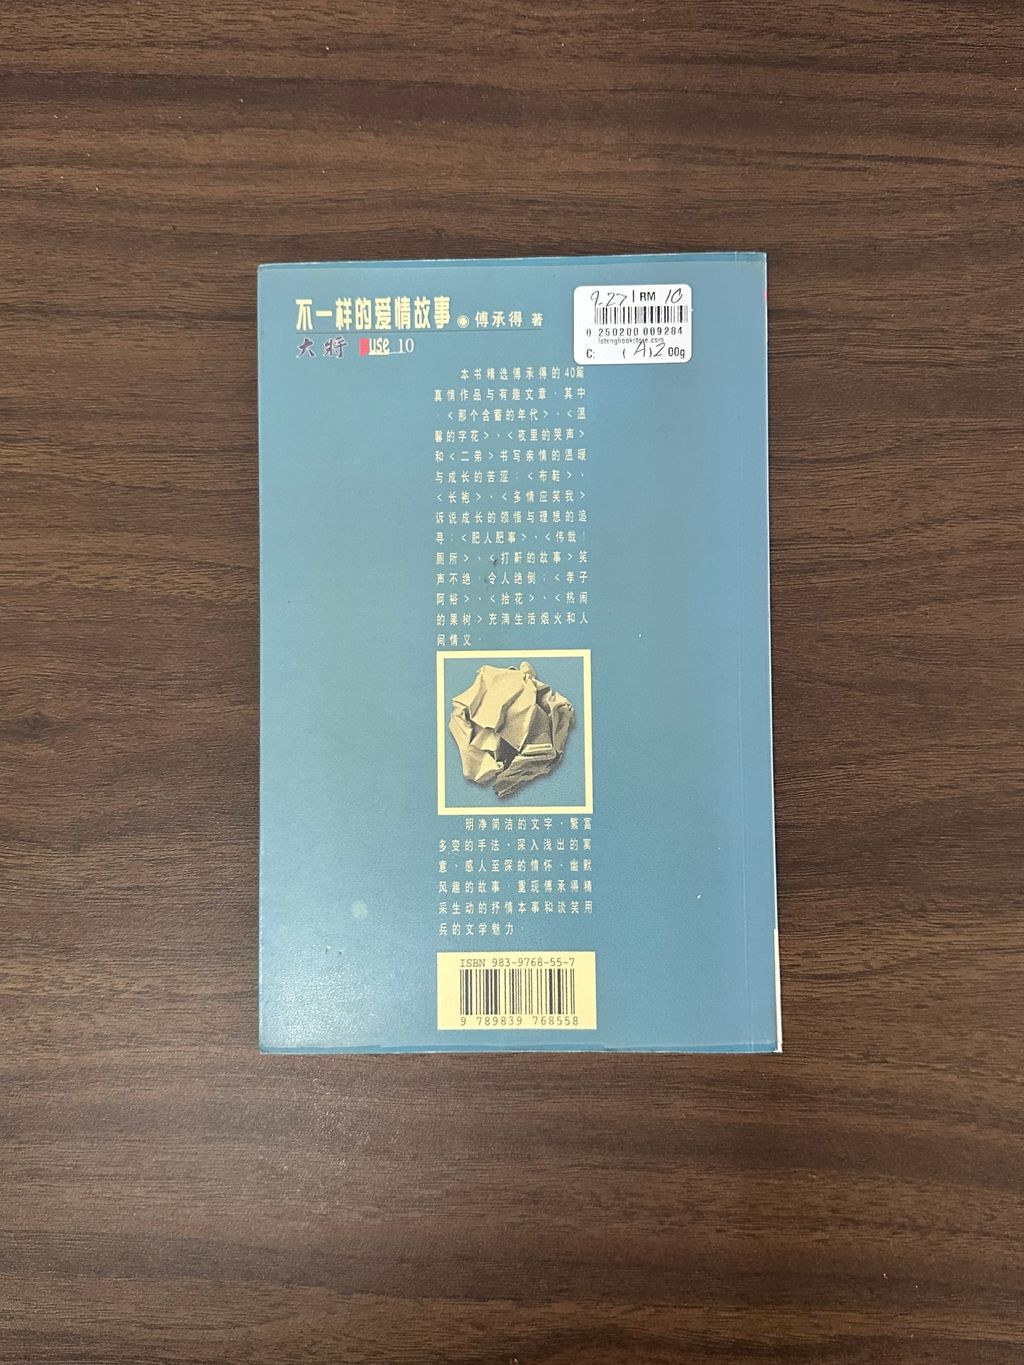 不一样的爱情故事 ◉ 傅承得 著
大将 use 10
9.27 RM 10
0 250200 009284
lotengbookstore.com
C: (A)2 00g
本书精选傅承得的40篇
真情作品与有趣文章。其中
，<那个含蓄的年代>、<温
馨的字花>、<夜里的哭声>
和<二弟>书写亲情的温暖
与成长的苦涩；<布鞋>、
<长袍>、<多情应笑我>
诉说成长的领悟与理想的追
寻；<肥人肥事>、<伟哉！
厕所>、<打鼾的故事>笑
声不绝，令人绝倒；<孝子
阿裕>、<拾花>、<热闹
的果树>充满生活烟火和人
间情义。
明净简洁的文字、繁富
多变的手法、深入浅出的寓
意、感人至深的情怀、幽默
风趣的故事，重现傅承得精
采生动的抒情本事和淡笑用
兵的文学魅力。
ISBN 983-9768-55-7
9 789839 768558